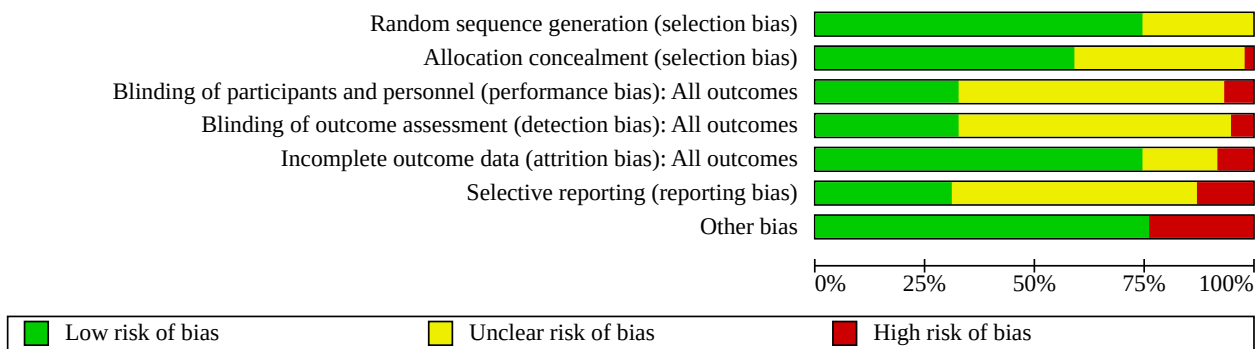 Random sequence generation (selection bias)
Allocation concealment (selection bias)
Blinding of participants and personnel (performance bias): All outcomes
Blinding of outcome assessment (detection bias): All outcomes
Incomplete outcome data (attrition bias): All outcomes
Selective reporting (reporting bias)
Other bias
0% 25% 50% 75% 100%
Low risk of bias Unclear risk of bias High risk of bias